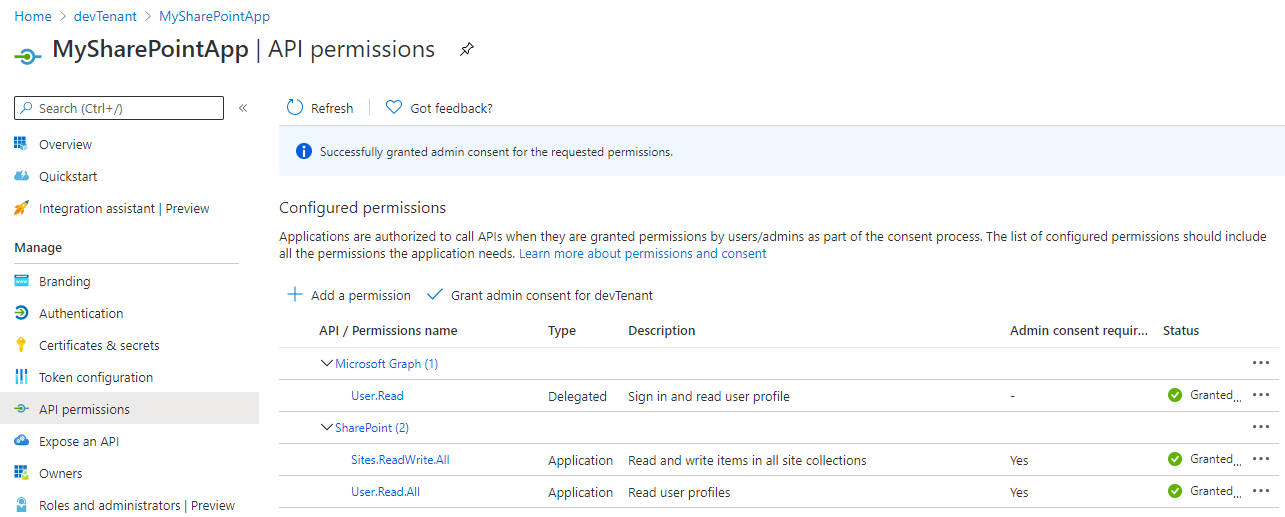 Home > devTenant > MySharePointApp
MySharePointApp | API permissions
Search (Ctrl+/)
«
Overview
Quickstart
Integration assistant | Preview
Manage
Branding
Authentication
Certificates & secrets
Token configuration
API permissions
Expose an API
Owners
Roles and administrators | Preview
Refresh
Got feedback?
Successfully granted admin consent for the requested permissions.
Configured permissions
Applications are authorized to call APIs when they are granted permissions by users/admins as part of the consent process. The list of configured permissions should include
all the permissions the application needs. Learn more about permissions and consent
Add a permission Grant admin consent for devTenant
API / Permissions name Type Description Admin consent requir... Status
Microsoft Graph (1) ...
User.Read Delegated Sign in and read user profile - Granted... ...
SharePoint (2) ...
Sites.ReadWrite.All Application Read and write items in all site collections Yes Granted... ...
User.Read.All Application Read user profiles Yes Granted... ...